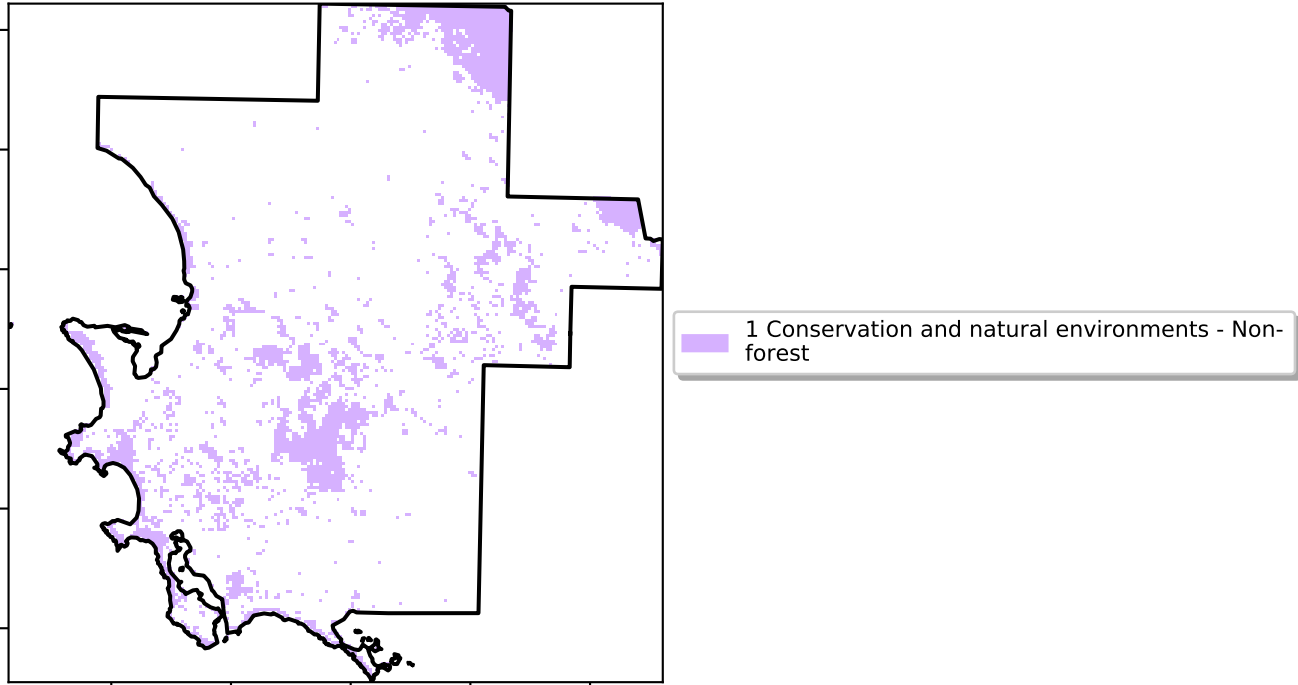 1 Conservation and natural environments - Non-
forest